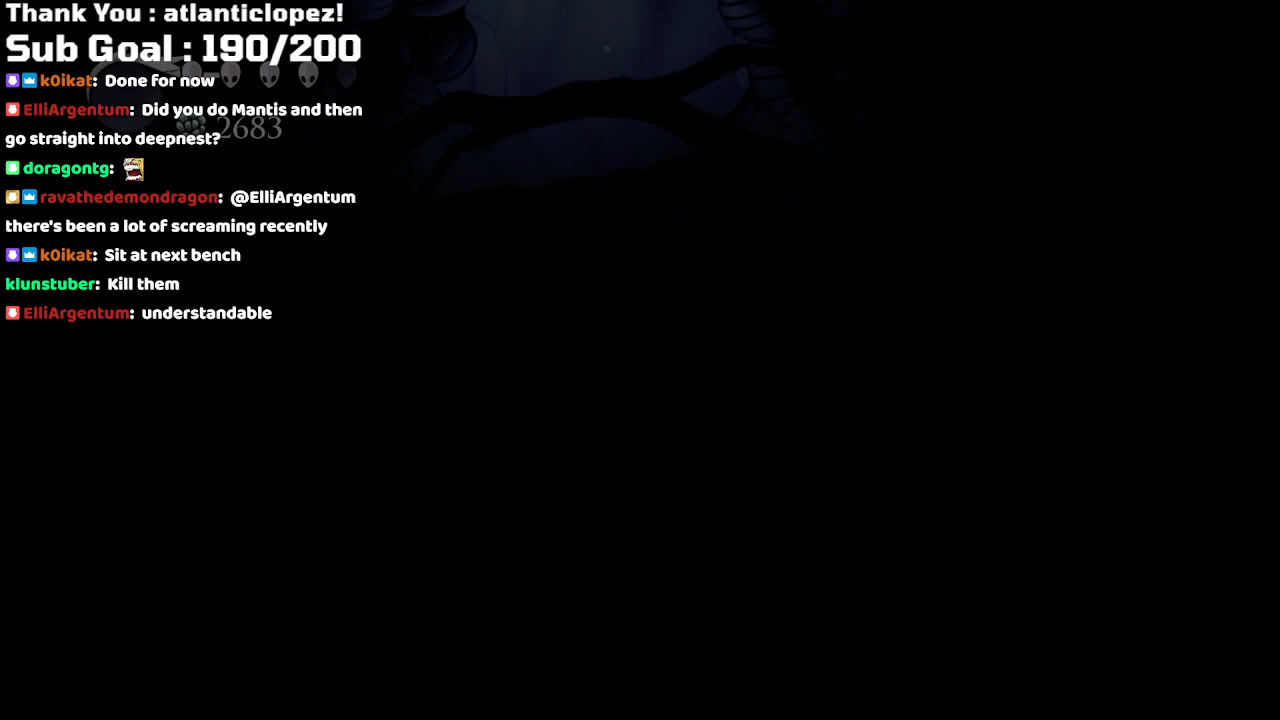 Thank You : atlanticlopez!
Sub Goal : 190/200
k0ikat: Done for now
ElliArgentum: Did you do Mantis and then
go straight into deepnest?
2683
doragontg:
ravathedemondragon: @ElliArgentum
there's been a lot of screaming recently
k0ikat: Sit at next bench
klunstuber: Kill them
ElliArgentum: understandable